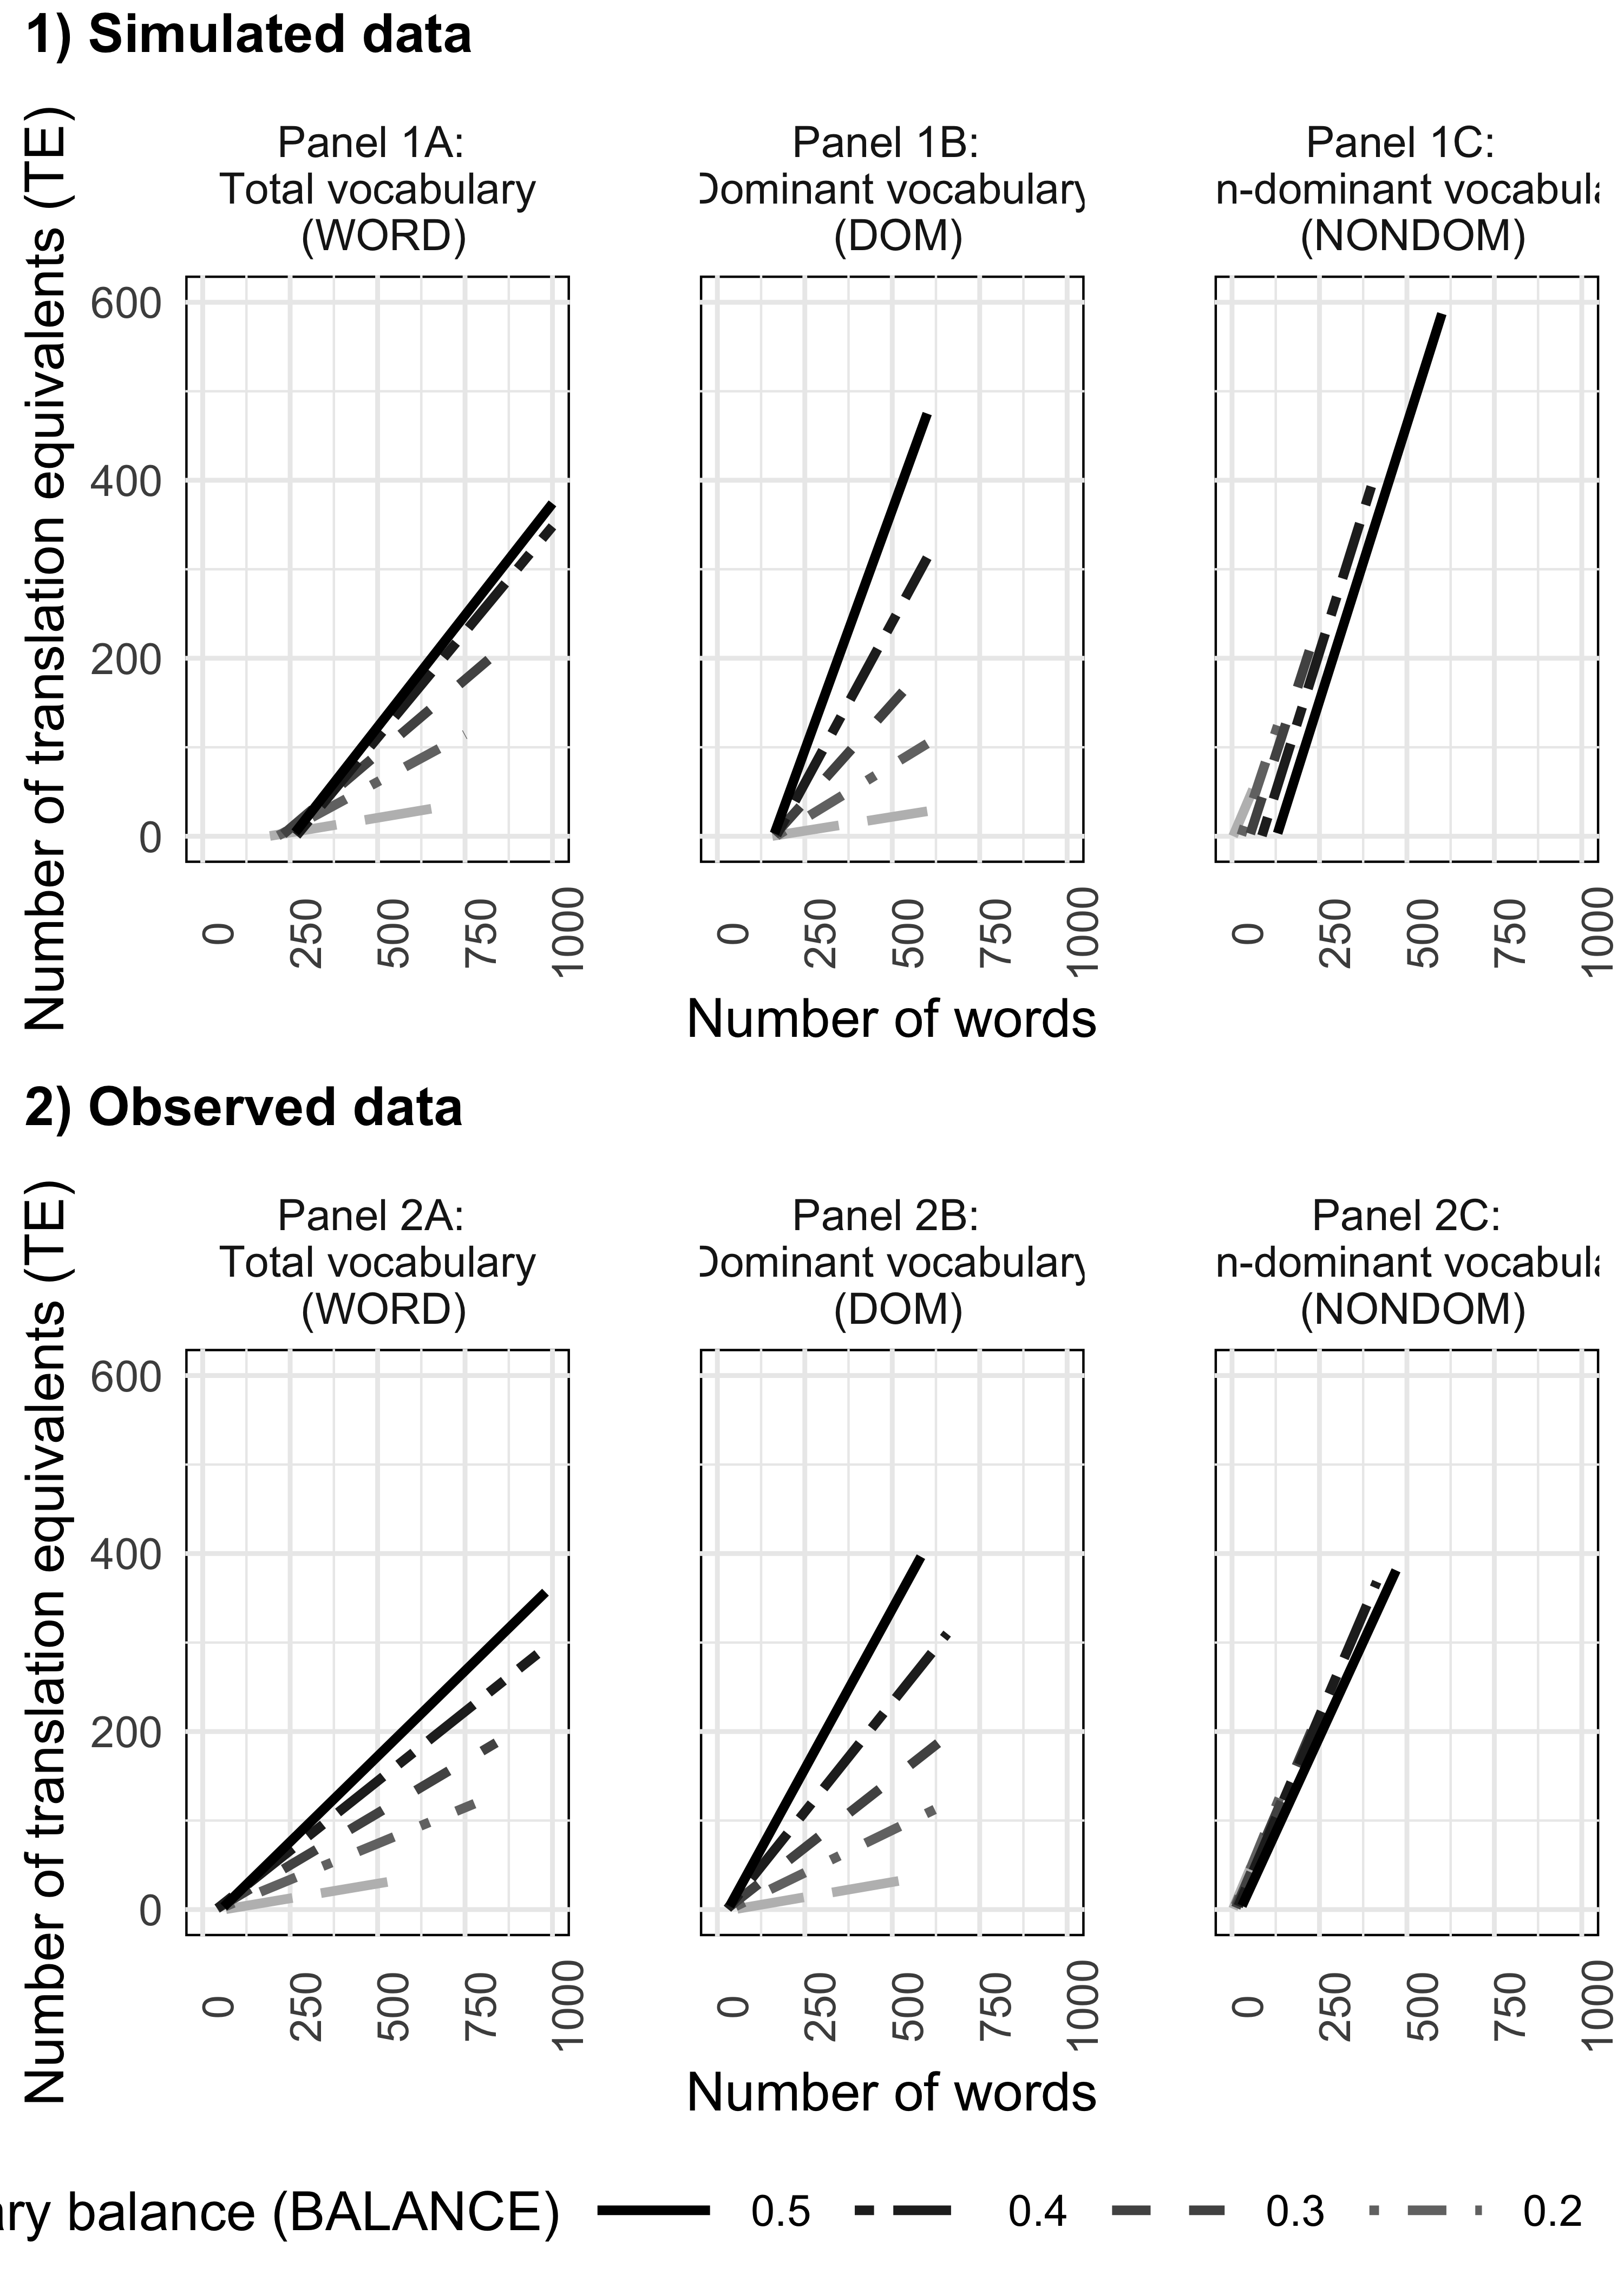 1) Simulated data
Number of translation equivalents (TE)
Panel 1A:
Total vocabulary
(WORD)
Panel 1B:
Dominant vocabulary
(DOM)
Panel 1C:
n-dominant vocabula
(NONDOM)
600
400
200
0
0 250 500 750 1000
0 250 500 750 1000
0 250 500 750 1000
Number of words
2) Observed data
Number of translation equivalents (TE)
Panel 2A:
Total vocabulary
(WORD)
Panel 2B:
Dominant vocabulary
(DOM)
Panel 2C:
n-dominant vocabula
(NONDOM)
600
400
200
0
0 250 500 750 1000
0 250 500 750 1000
0 250 500 750 1000
Number of words
ary balance (BALANCE) 0.5 0.4 0.3 0.2